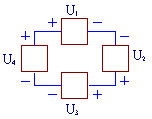 + U₁ −
+ −
U₄ U₂
− +
− +
U₃